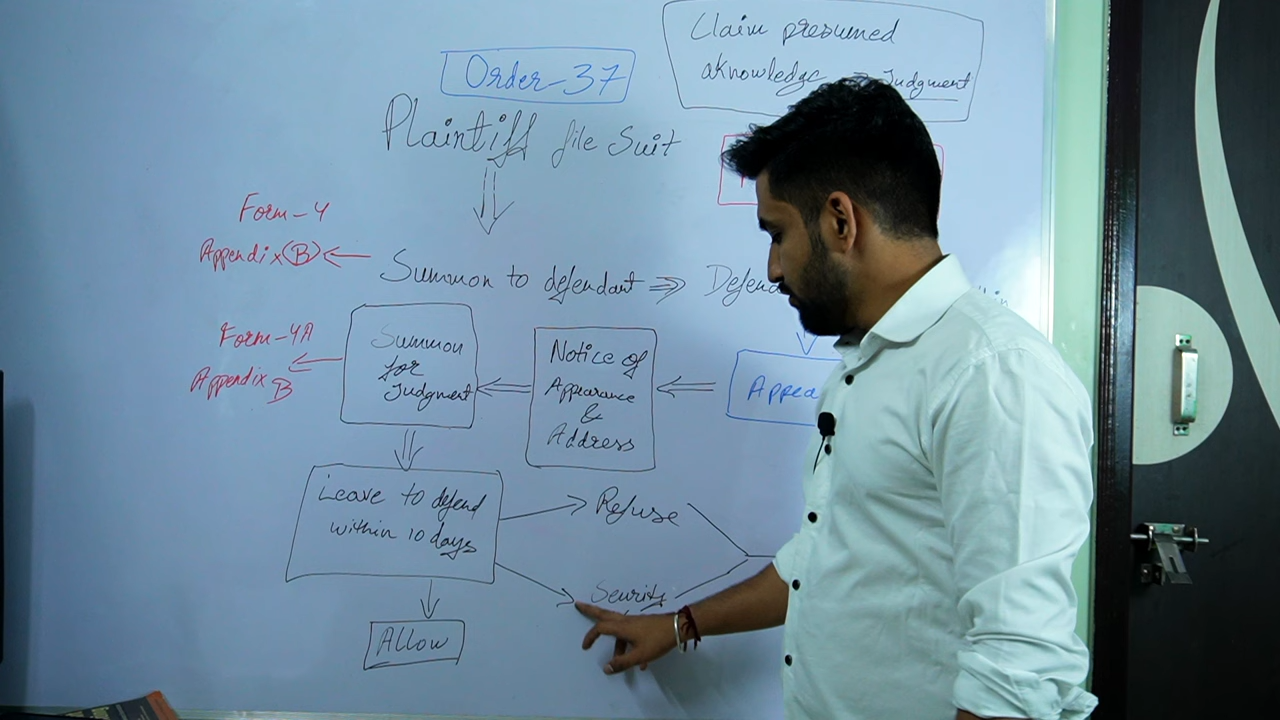 Claim presumed
aknowledge ⇒ Judgment
Order-37
Plaintiff file Suit
Form-4
Appendix(B)
Summon to defendant ⇒
Form-4A
Appendix B
Summon
for
Judgment
Notice of
Appearance
&
Address
Leave to defend
within 10 days
Refuse
Allow